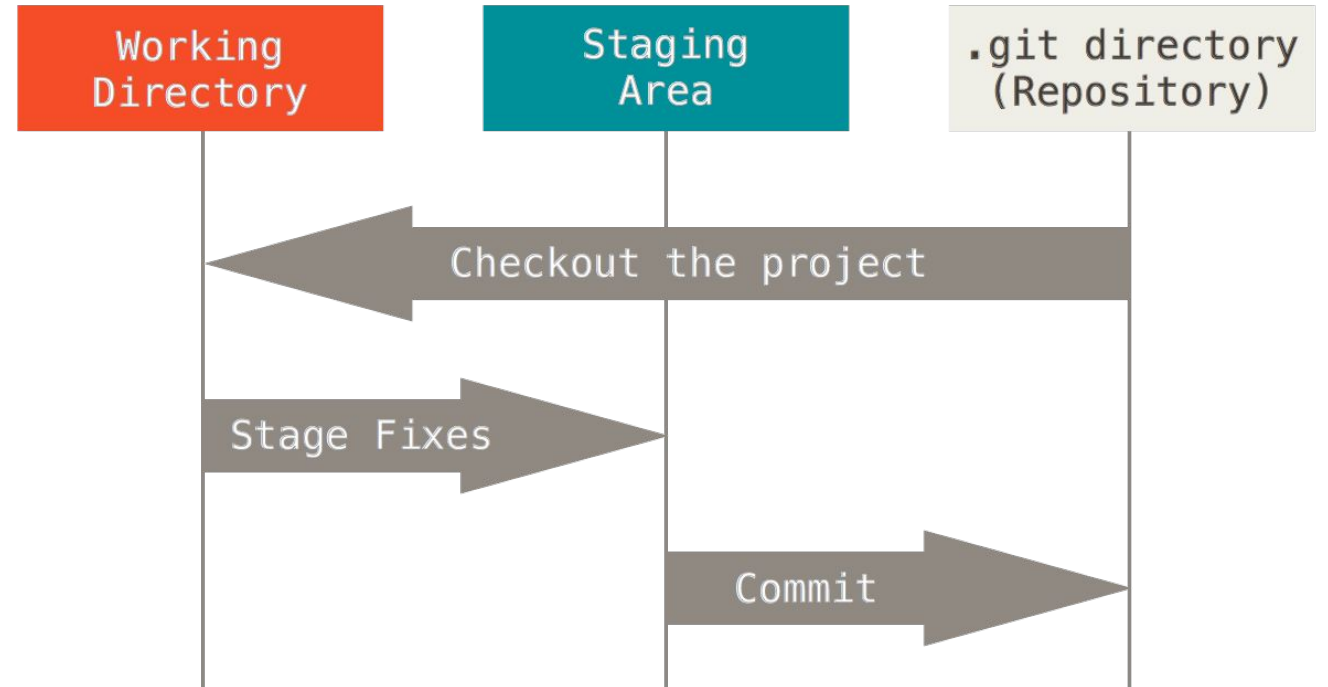 Working
Directory
Staging
Area
.git directory
(Repository)
Checkout the project
Stage Fixes
Commit